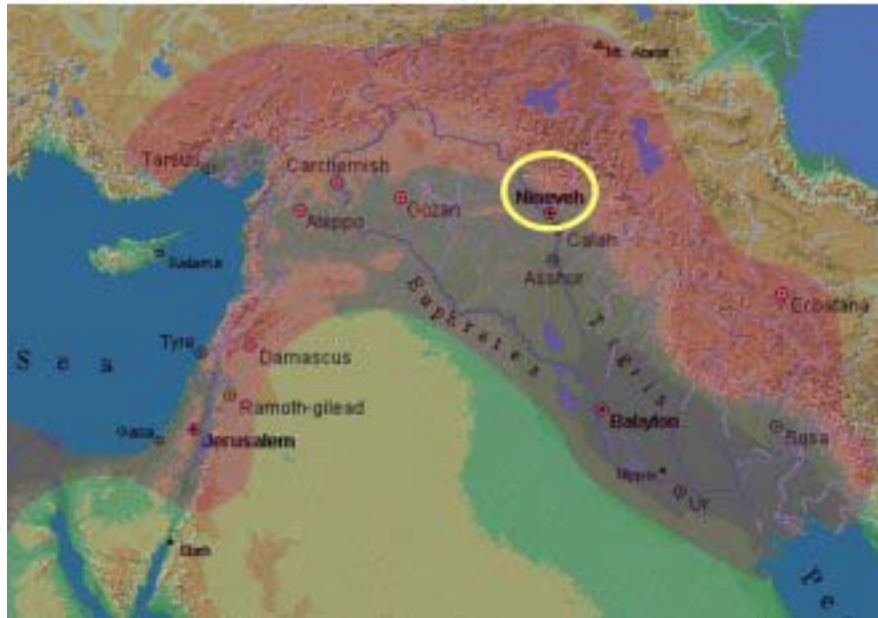 Mt. Ararat
Tarsus
Carchemish
Nineveh
Gozan
Aleppo
Calah
Salamis
Asshur
Ecbatana
Euphrates
Tigris
Tyre
Damascus
Sea
Ramoth-gilead
Babylon
Susa
Gaza
Jerusalem
Nippur
Ur
Elath
Pe